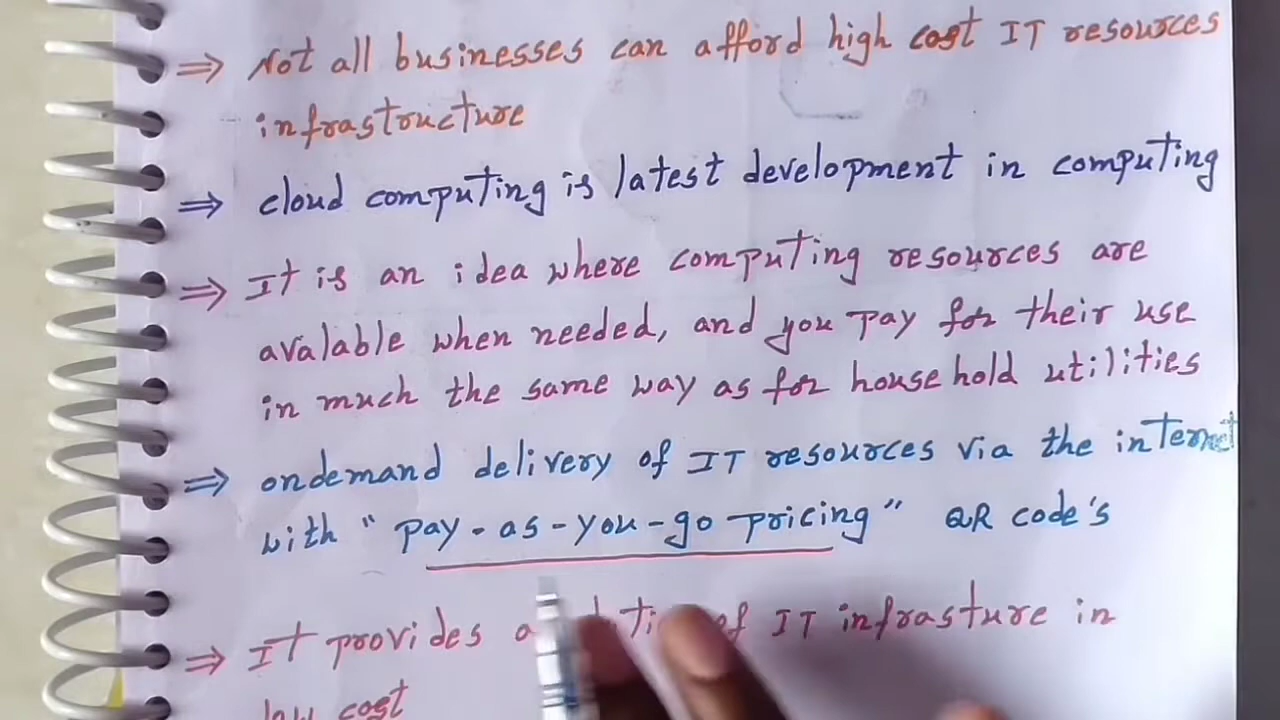 ⇒ Not all businesses can afford high cost IT resources
infrastructure
⇒ cloud computing is latest development in computing
⇒ It is an idea where computing resources are
avalable when needed, and you pay for their use
in much the same way as for household utilities
⇒ ondemand delivery of IT resources via the internet
with "pay-as-you-go pricing" QR code's
⇒ It provides of IT infrasture in
low cost